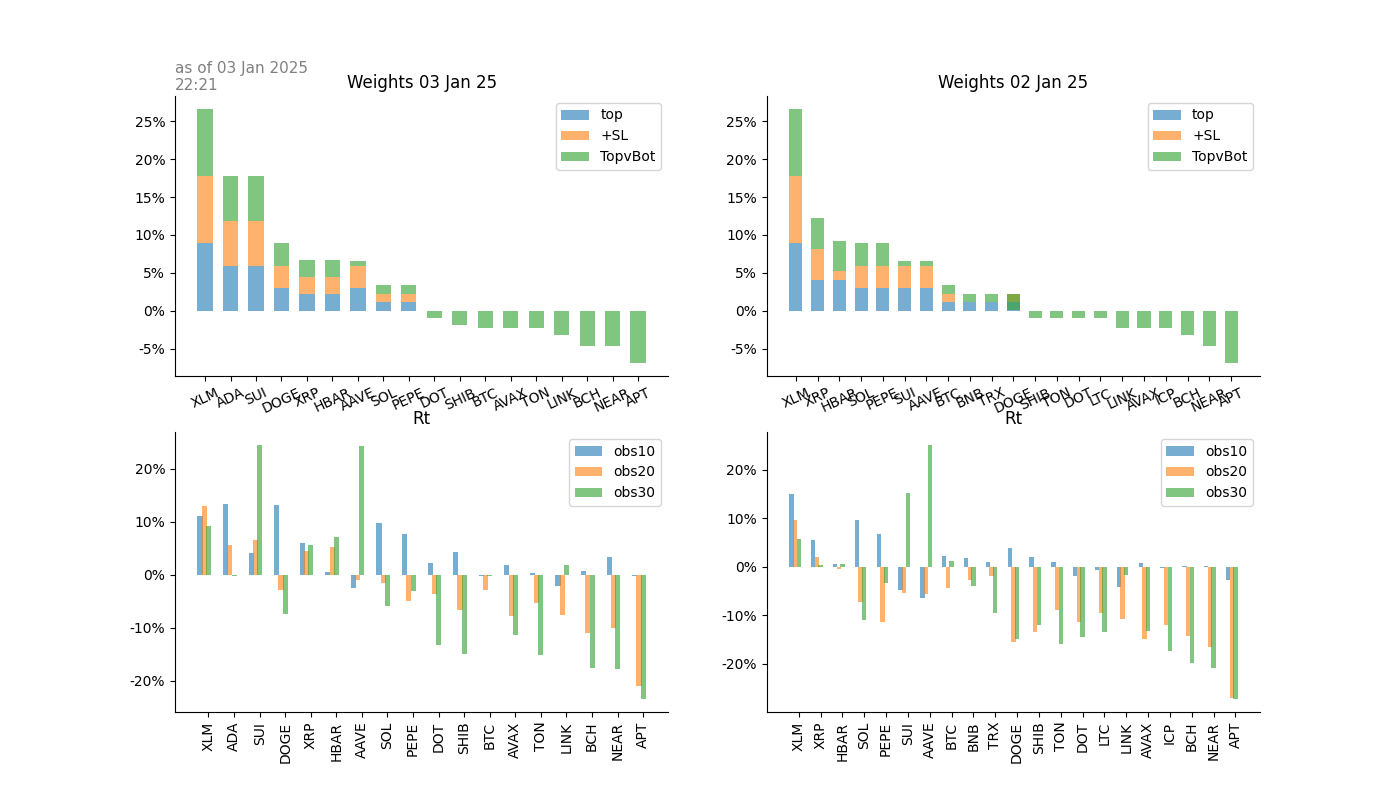 as of 03 Jan 2025
22:21
Weights 03 Jan 25
top
+SL
TopvBot
25%
20%
15%
10%
5%
0%
-5%
XLM ADA SUI DOGE XRP HBAR AAVE SOL PEPE DOT SHIB BTC AVAX TON LINK BCH NEAR APT
Weights 02 Jan 25
top
+SL
TopvBot
25%
20%
15%
10%
5%
0%
-5%
XLM XRP HBAR SOL PEPE SUI AAVE BTC BNB TRX DOGE SHIB TON DOT LTC LINK AVAX ICP BCH NEAR APT
Rt
obs10
obs20
obs30
20%
10%
0%
-10%
-20%
XLM ADA SUI DOGE XRP HBAR AAVE SOL PEPE DOT SHIB BTC AVAX TON LINK BCH NEAR APT
Rt
obs10
obs20
obs30
20%
10%
0%
-10%
-20%
XLM XRP HBAR SOL PEPE SUI AAVE BTC BNB TRX DOGE SHIB TON DOT LTC LINK AVAX ICP BCH NEAR APT